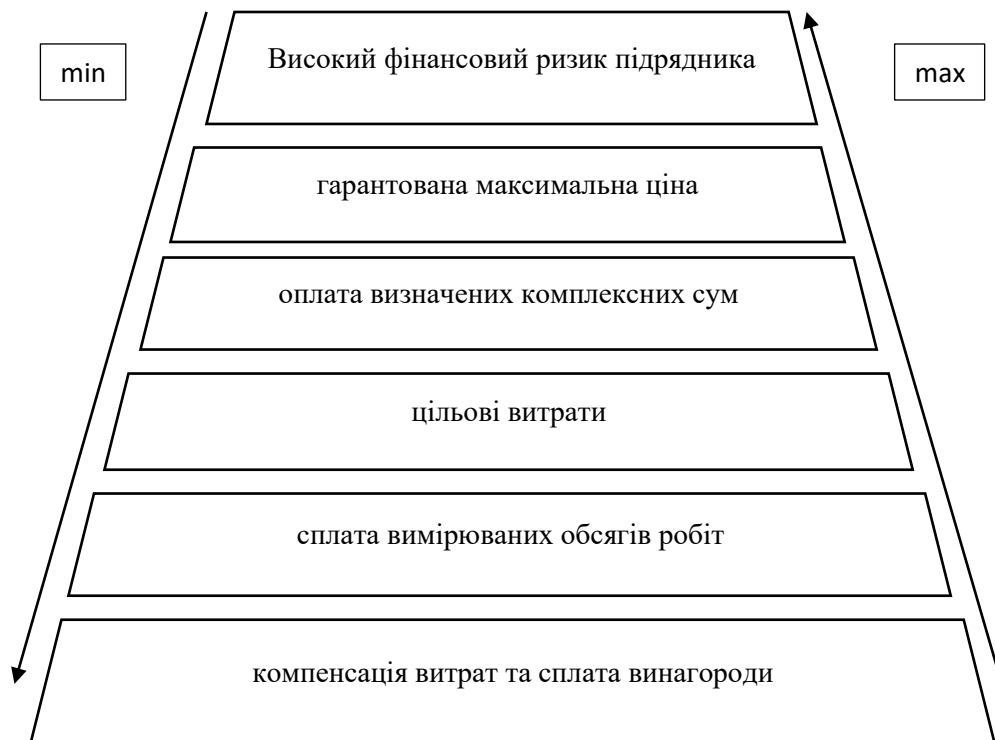 min
Високий фінансовий ризик підрядника
max
гарантована максимальна ціна
оплата визначених комплексних сум
цільові витрати
сплата вимірюваних обсягів робіт
компенсація витрат та сплата винагороди